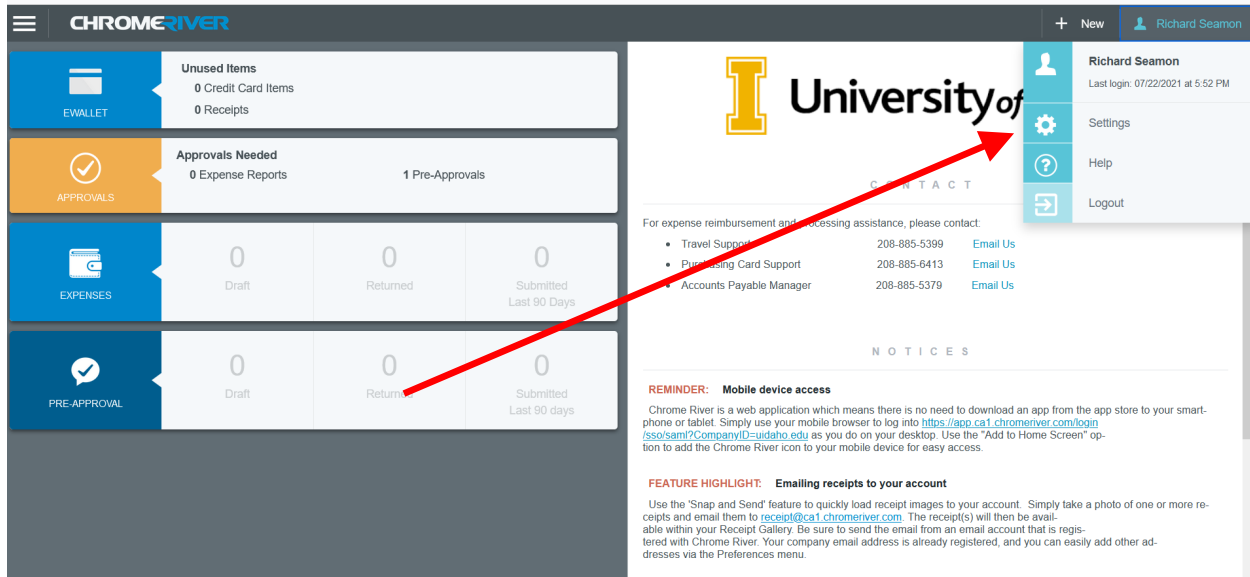 CHROMERIVER
+ New
Richard Seamon
Richard Seamon
Last login: 07/22/2021 at 5:52 PM
Settings
Help
Logout
EWALLET
Unused Items
0 Credit Card Items
0 Receipts
APPROVALS
Approvals Needed
0 Expense Reports 1 Pre-Approvals
EXPENSES
0 0 0
Draft Returned Submitted
Last 90 Days
PRE-APPROVAL
0 0 0
Draft Returned Submitted
Last 90 days
I
University of
CONTACT
For expense reimbursement and processing assistance, please contact:
• Travel Support 208-885-5399 Email Us
• Purchasing Card Support 208-885-6413 Email Us
• Accounts Payable Manager 208-885-5379 Email Us
NOTICES
REMINDER: Mobile device access
Chrome River is a web application which means there is no need to download an app from the app store to your smart-
phone or tablet. Simply use your mobile browser to log into https://app.ca1.chromeriver.com/login
/sso/saml?CompanyID=uidaho.edu as you do on your desktop. Use the "Add to Home Screen" op-
tion to add the Chrome River icon to your mobile device for easy access.
FEATURE HIGHLIGHT: Emailing receipts to your account
Use the 'Snap and Send' feature to quickly load receipt images to your account. Simply take a photo of one or more re-
ceipts and email them to receipt@ca1.chromeriver.com. The receipt(s) will then be avail-
able within your Receipt Gallery. Be sure to send the email from an email account that is regis-
tered with Chrome River. Your company email address is already registered, and you can easily add other ad-
dresses via the Preferences menu.